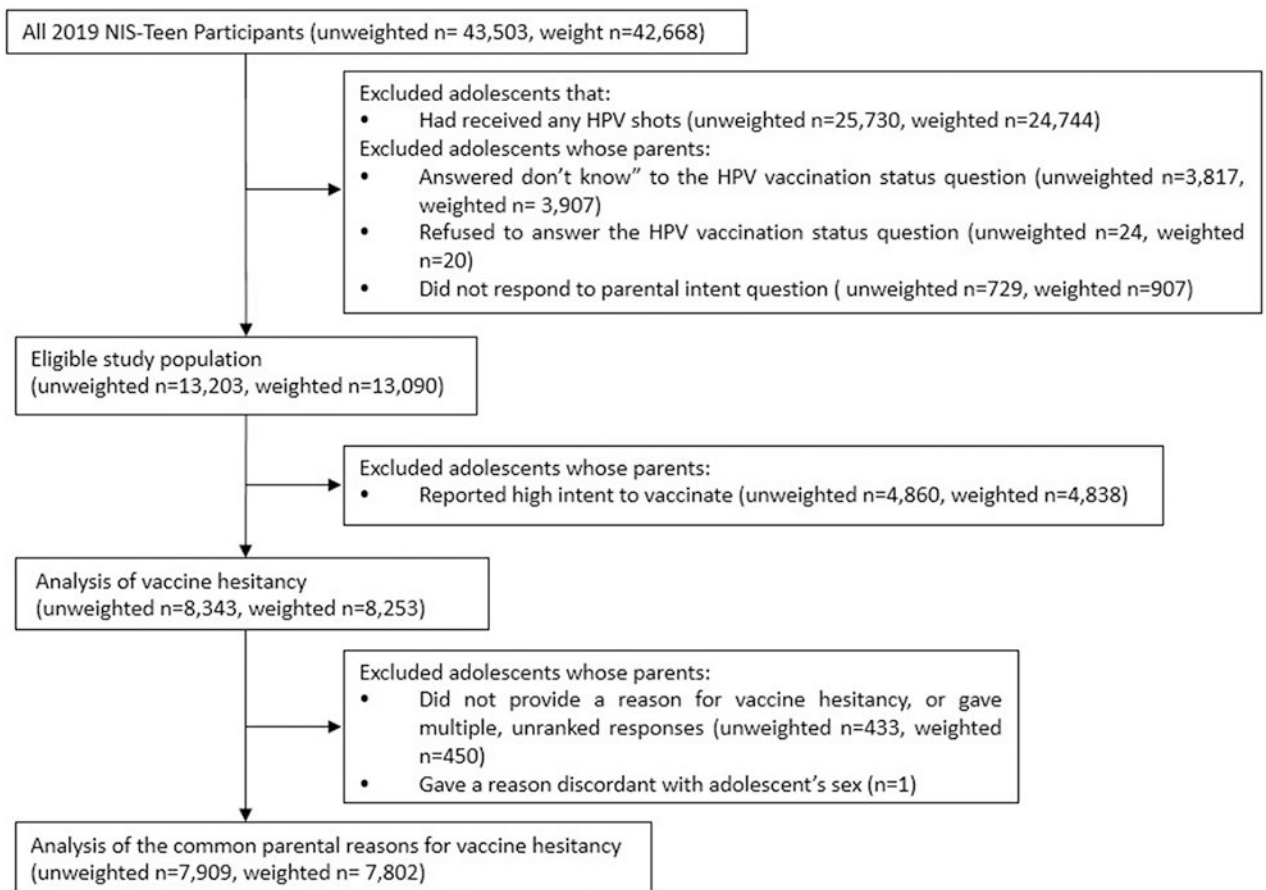 All 2019 NIS-Teen Participants (unweighted n= 43,503, weight n=42,668)
Excluded adolescents that:
• Had received any HPV shots (unweighted n=25,730, weighted n=24,744)
Excluded adolescents whose parents:
• Answered don’t know” to the HPV vaccination status question (unweighted n=3,817,
weighted n= 3,907)
• Refused to answer the HPV vaccination status question (unweighted n=24, weighted
n=20)
• Did not respond to parental intent question ( unweighted n=729, weighted n=907)
Eligible study population
(unweighted n=13,203, weighted n=13,090)
Excluded adolescents whose parents:
• Reported high intent to vaccinate (unweighted n=4,860, weighted n=4,838)
Analysis of vaccine hesitancy
(unweighted n=8,343, weighted n=8,253)
Excluded adolescents whose parents:
• Did not provide a reason for vaccine hesitancy, or gave
multiple, unranked responses (unweighted n=433, weighted
n=450)
• Gave a reason discordant with adolescent’s sex (n=1)
Analysis of the common parental reasons for vaccine hesitancy
(unweighted n=7,909, weighted n= 7,802)